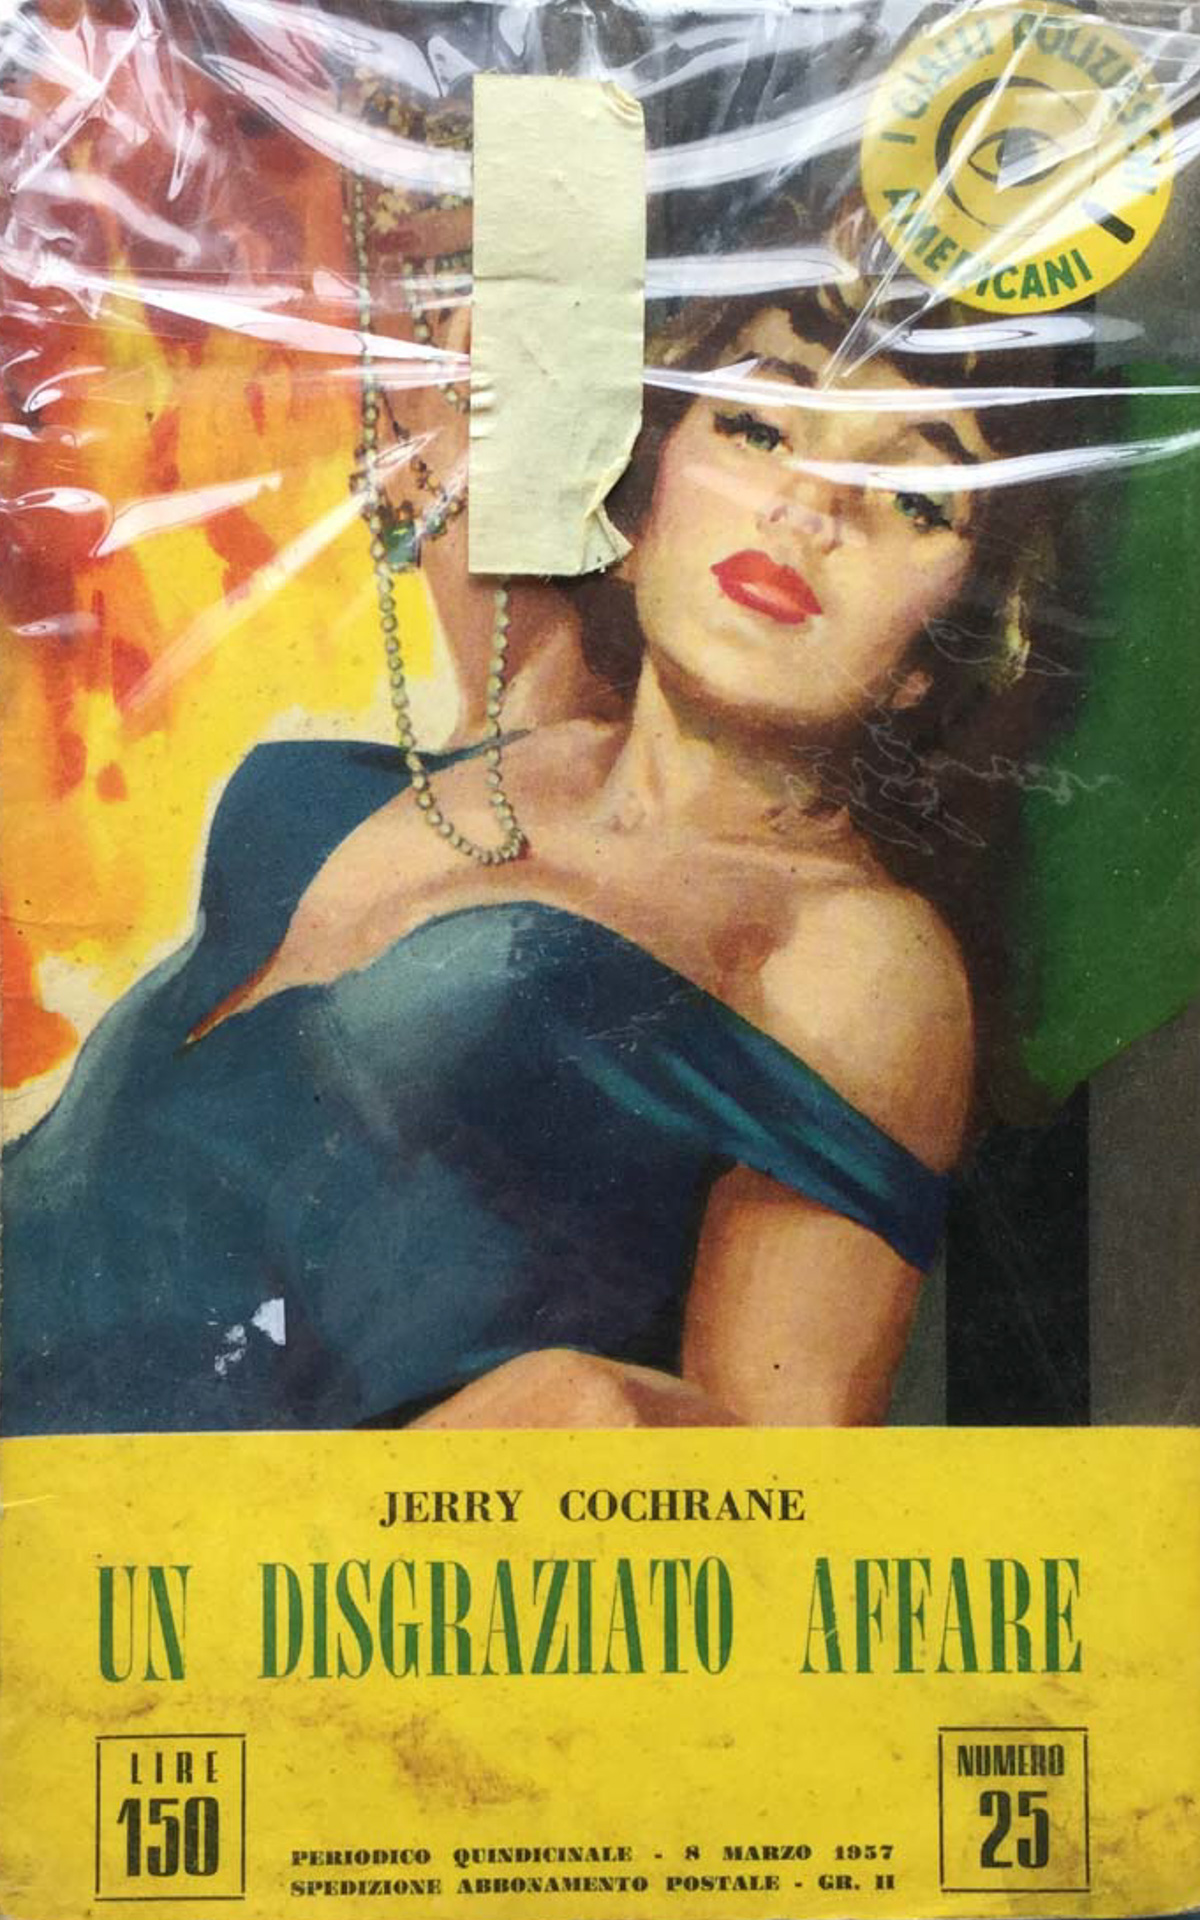 I GIALLI POLIZIESCHI
AMERICANI
JERRY COCHRANE
UN DISGRAZIATO AFFARE
LIRE
150
NUMERO
25
PERIODICO QUINDICINALE - 8 MARZO 1957
SPEDIZIONE ABBONAMENTO POSTALE - GR. II